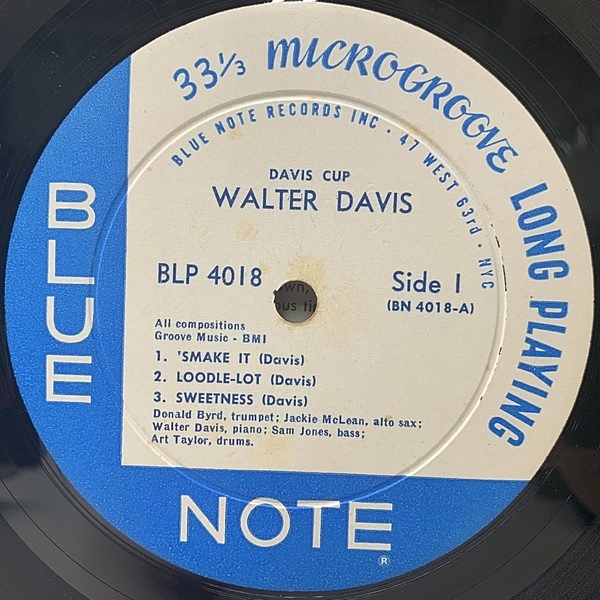 33⅓ MICROGROOVE LONG PLAYING
BLUE NOTE RECORDS INC · 47 WEST 63rd · NYC
DAVIS CUP
WALTER DAVIS
BLP 4018
Side 1
(BN 4018-A)
All compositions
Groove Music - BMI
1. 'SMAKE IT (Davis)
2. LOODLE-LOT (Davis)
3. SWEETNESS (Davis)
Donald Byrd, trumpet; Jackie McLean, alto sax;
Walter Davis, piano; Sam Jones, bass;
Art Taylor, drums.
BLUE
NOTE
®